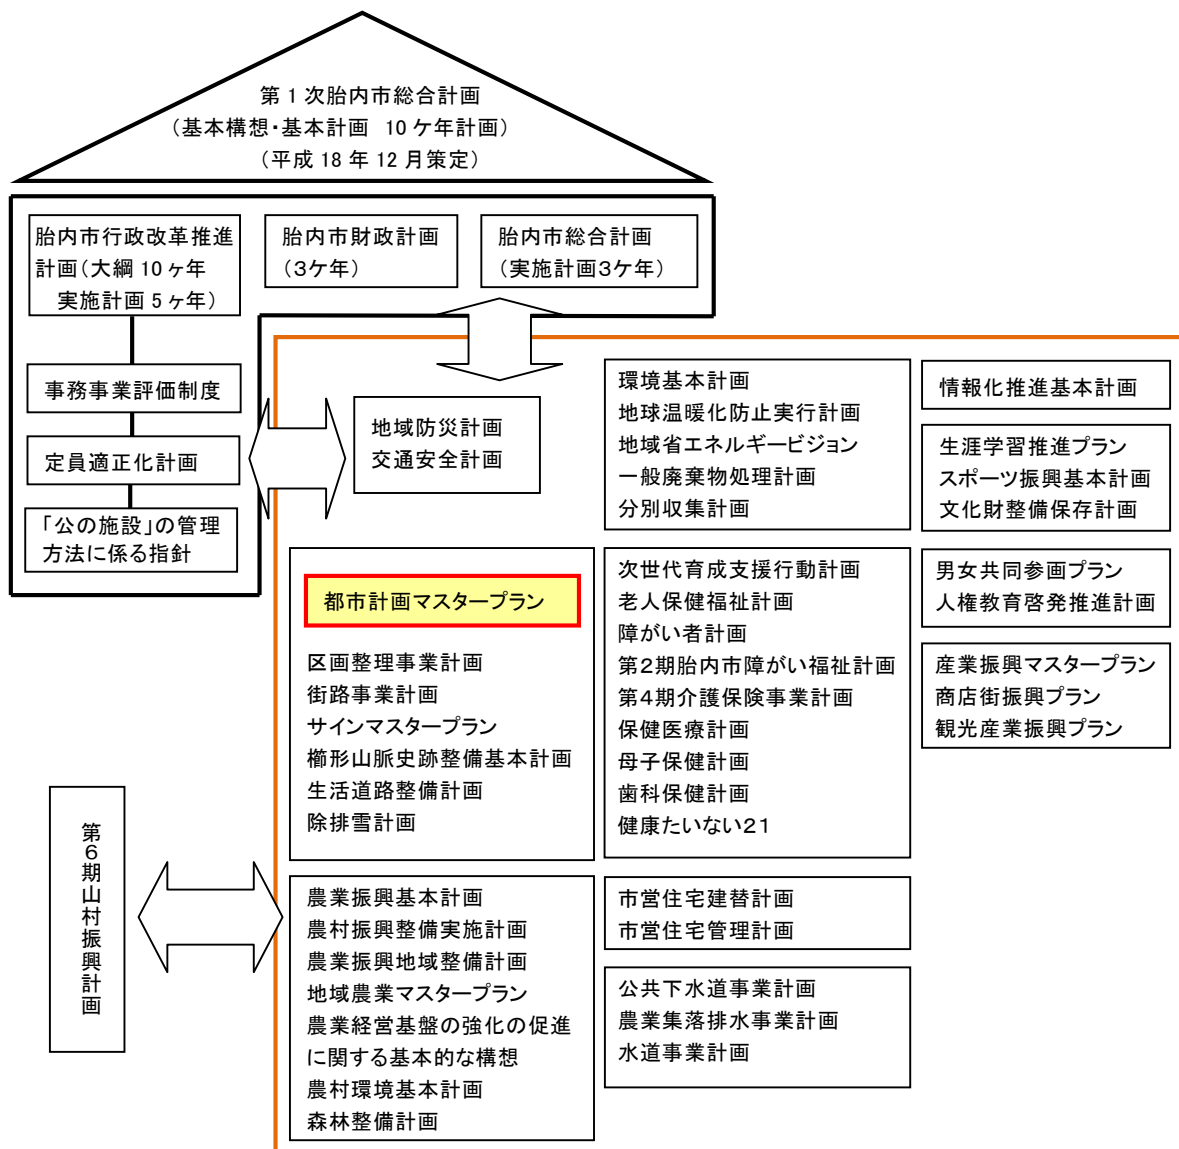 第1次胎内市総合計画
（基本構想・基本計画 10ケ年計画）
（平成18年12月策定）
胎内市行政改革推進
計画（大綱10ヶ年
実施計画5ヶ年）
胎内市財政計画
（3ケ年）
胎内市総合計画
（実施計画3ケ年）
事務事業評価制度
定員適正化計画
「公の施設」の管理
方法に係る指針
地域防災計画
交通安全計画
環境基本計画
地球温暖化防止実行計画
地域省エネルギービジョン
一般廃棄物処理計画
分別収集計画
情報化推進基本計画
生涯学習推進プラン
スポーツ振興基本計画
文化財整備保存計画
都市計画マスタープラン
区画整理事業計画
街路事業計画
サインマスタープラン
櫛形山脈史跡整備基本計画
生活道路整備計画
除排雪計画
次世代育成支援行動計画
老人保健福祉計画
障がい者計画
第2期胎内市障がい福祉計画
第4期介護保険事業計画
保健医療計画
母子保健計画
歯科保健計画
健康たいない21
男女共同参画プラン
人権教育啓発推進計画
産業振興マスタープラン
商店街振興プラン
観光産業振興プラン
第6期山村振興計画
農業振興基本計画
農村振興整備実施計画
農業振興地域整備計画
地域農業マスタープラン
農業経営基盤の強化の促進
に関する基本的な構想
農村環境基本計画
森林整備計画
市営住宅建替計画
市営住宅管理計画
公共下水道事業計画
農業集落排水事業計画
水道事業計画